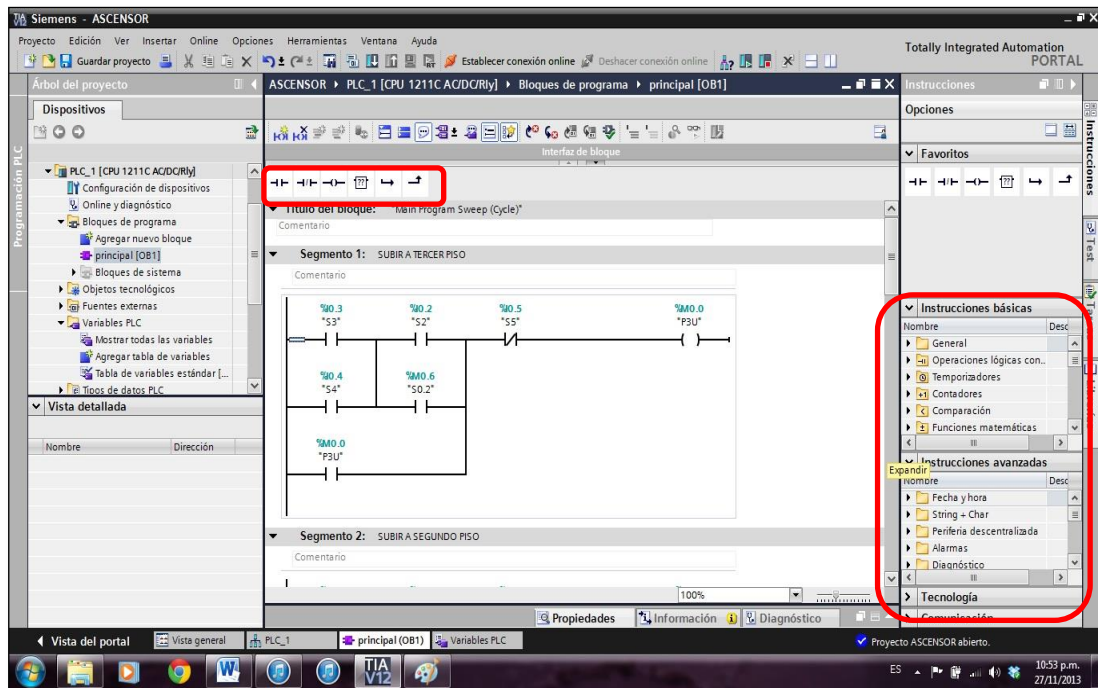 Siemens - ASCENSOR
Proyecto Edición Ver Insertar Online Opciones Herramientas Ventana Ayuda
Totally Integrated Automation
PORTAL
Guardar proyecto
Establecer conexión online
Deshacer conexión online
Árbol del proyecto
ASCENSOR PLC_1 [CPU 1211C AC/DC/Rly] Bloques de programa principal [OB1]
Instrucciones
Dispositivos
Opciones
Programación PLC
PLC_1 [CPU 1211C AC/DC/Rly]
Configuración de dispositivos
Online y diagnóstico
Bloques de programa
Agregar nuevo bloque
principal [OB1]
Bloques de sistema
Objetos tecnológicos
Fuentes externas
Variables PLC
Mostrar todas las variables
Agregar tabla de variables
Tabla de variables estándar [...
Tipos de datos PLC
Vista detallada
Nombre Dirección
Interfaz de bloque
??
Título del bloque: "Main Program Sweep (Cycle)"
Comentario
Segmento 1: SUBIR A TERCER PISO
Comentario
%I0.3 %I0.2 %I0.5 %M0.0
"S3" "S2" "S5" "P3U"
%I0.4 %M0.6
"S4" "S0.2"
%M0.0
"P3U"
Segmento 2: SUBIR A SEGUNDO PISO
Comentario
100%
Propiedades Información Diagnóstico
Favoritos
??
Instrucciones básicas
Nombre Desc
General
Operaciones lógicas con..
Temporizadores
Contadores
Comparación
Funciones matemáticas
Instrucciones avanzadas
Expandir
Nombre Desc
Fecha y hora
String + Char
Periferia descentralizada
Alarmas
Diagnóstico
Tecnología
Comunicación
Instrucciones
Test
Vista del portal Vista general PLC_1 principal (OB1) Variables PLC
Proyecto ASCENSOR abierto.
TIA
V12
ES
10:53 p.m.
27/11/2013